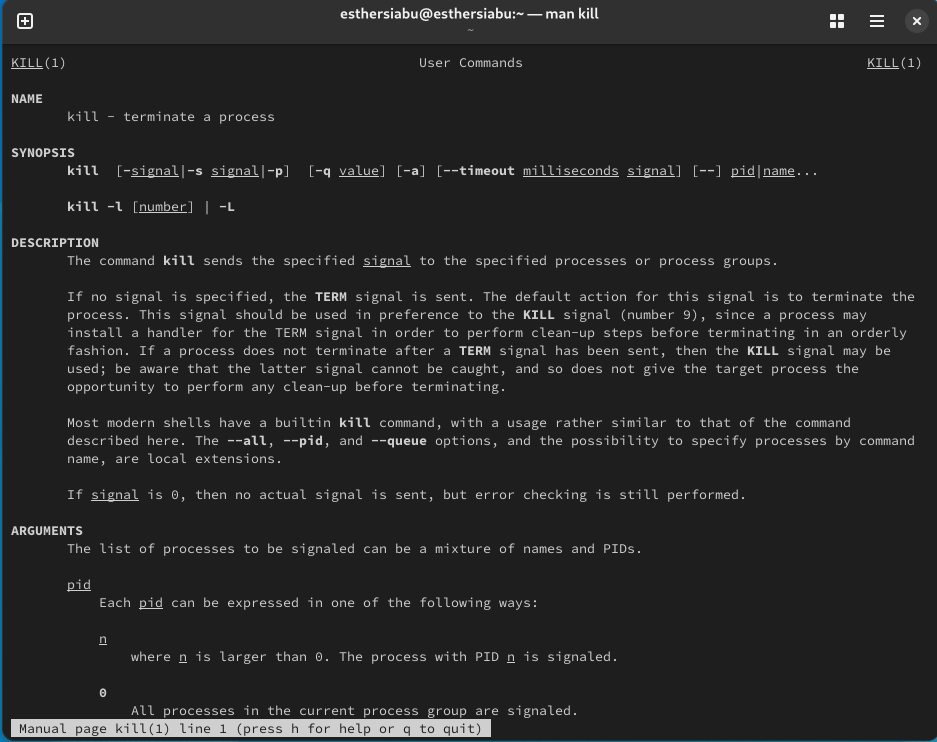 esthersiabu@esthersiabu:~ — man kill
~
KILL(1) User Commands KILL(1)
NAME
kill - terminate a process
SYNOPSIS
kill [-signal|-s signal|-p] [-q value] [-a] [--timeout milliseconds signal] [--] pid|name...
kill -l [number] | -L
DESCRIPTION
The command kill sends the specified signal to the specified processes or process groups.
If no signal is specified, the TERM signal is sent. The default action for this signal is to terminate the
process. This signal should be used in preference to the KILL signal (number 9), since a process may
install a handler for the TERM signal in order to perform clean-up steps before terminating in an orderly
fashion. If a process does not terminate after a TERM signal has been sent, then the KILL signal may be
used; be aware that the latter signal cannot be caught, and so does not give the target process the
opportunity to perform any clean-up before terminating.
Most modern shells have a builtin kill command, with a usage rather similar to that of the command
described here. The --all, --pid, and --queue options, and the possibility to specify processes by command
name, are local extensions.
If signal is 0, then no actual signal is sent, but error checking is still performed.
ARGUMENTS
The list of processes to be signaled can be a mixture of names and PIDs.
pid
Each pid can be expressed in one of the following ways:
n
where n is larger than 0. The process with PID n is signaled.
0
All processes in the current process group are signaled.
Manual page kill(1) line 1 (press h for help or q to quit)